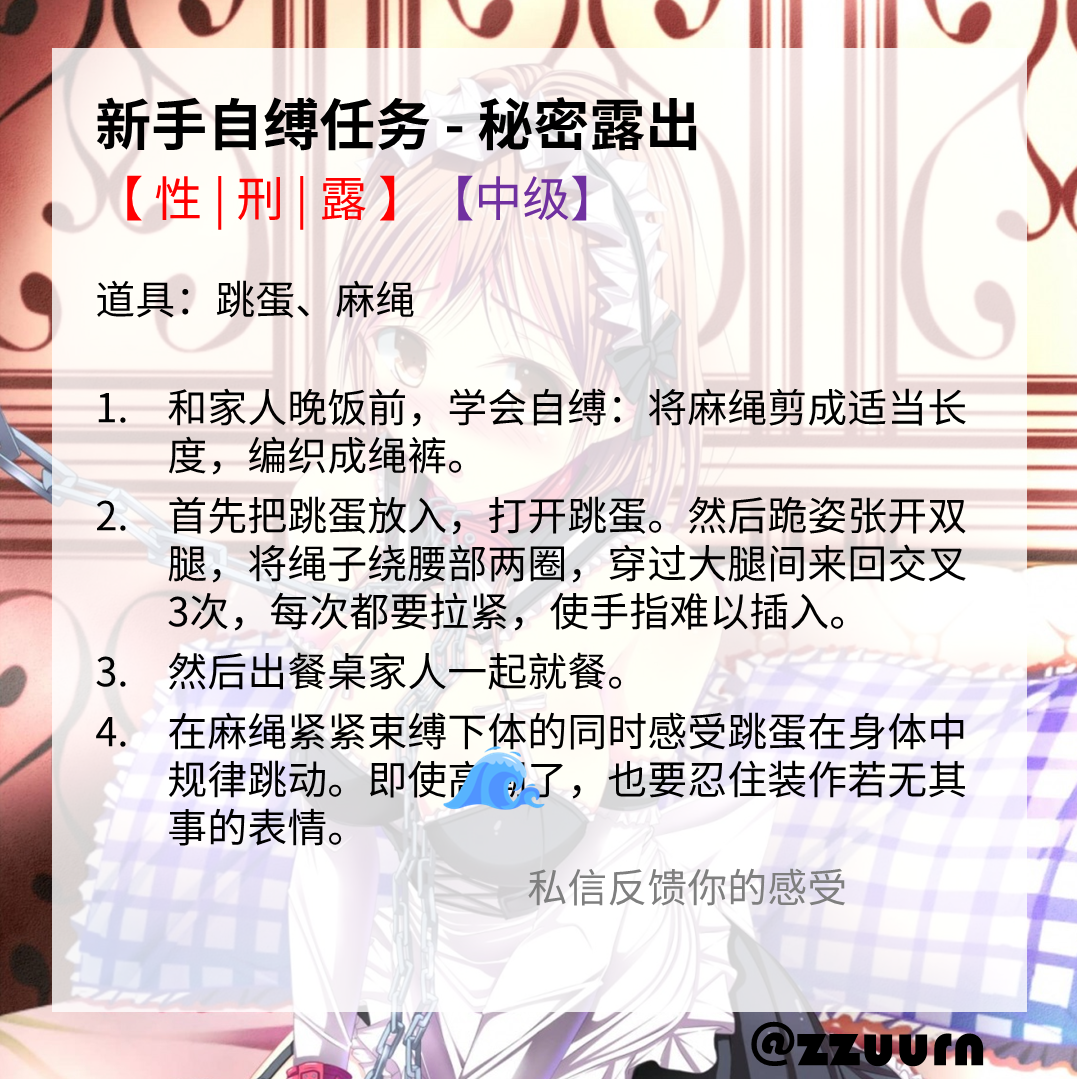 新手自缚任务 - 秘密露出
【 性 | 刑 | 露 】 【中级】
道具：跳蛋、麻绳
1. 和家人晚饭前，学会自缚：将麻绳剪成适当长
度，编织成绳裤。
2. 首先把跳蛋放入，打开跳蛋。然后跪姿张开双
腿，将绳子绕腰部两圈，穿过大腿间来回交叉
3次，每次都要拉紧，使手指难以插入。
3. 然后出餐桌家人一起就餐。
4. 在麻绳紧紧束缚下体的同时感受跳蛋在身体中
规律跳动。即使高了，也要忍住装作若无其
事的表情。
私信反馈你的感受
@zzuurn